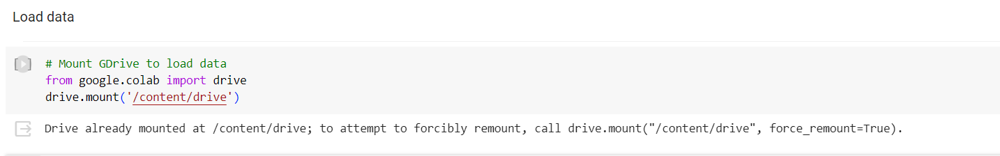 Load data
# Mount GDrive to load data
from google.colab import drive
drive.mount('/content/drive')
Drive already mounted at /content/drive; to attempt to forcibly remount, call drive.mount("/content/drive", force_remount=True).